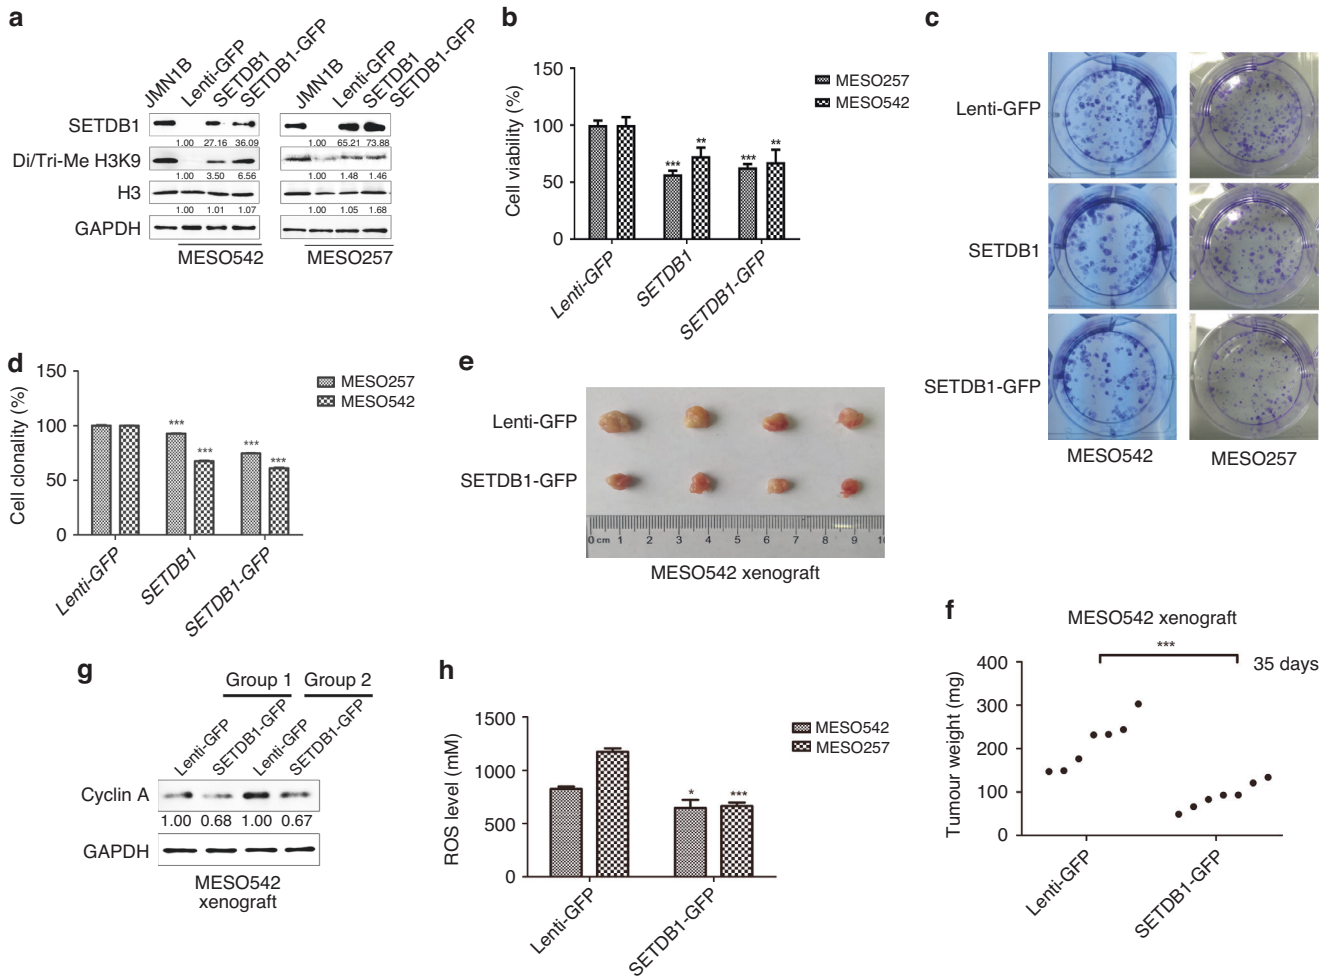 a
JMN1B
Lenti-GFP
SETDB1
SETDB1-GFP
JMN1B
Lenti-GFP
SETDB1
SETDB1-GFP
SETDB1
1.00 27.16 36.09 1.00 65.21 73.88
Di/Tri-Me H3K9
1.00 3.50 6.56 1.00 1.48 1.46
H3
1.00 1.01 1.07 1.00 1.05 1.68
GAPDH
MESO542 MESO257
b
Cell viability (%)
150
100
50
0
*** ** *** **
MESO257
MESO542
Lenti-GFP
SETDB1
SETDB1-GFP
c
Lenti-GFP
SETDB1
SETDB1-GFP
MESO542 MESO257
d
Cell clonality (%)
150
100
50
0
*** *** *** ***
MESO257
MESO542
Lenti-GFP
SETDB1
SETDB1-GFP
e
Lenti-GFP
SETDB1-GFP
0 cm 1 2 3 4 5 6 7 8 9
MESO542 xenograft
f
MESO542 xenograft
***
35 days
Tumour weight (mg)
400
300
200
100
0
Lenti-GFP
SETDB1-GFP
g
Group 1 Group 2
Lenti-GFP
SETDB1-GFP
Lenti-GFP
SETDB1-GFP
Cyclin A
1.00 0.68 1.00 0.67
GAPDH
MESO542
xenograft
h
ROS level (mM)
1500
1000
500
0
* ***
MESO542
MESO257
Lenti-GFP
SETDB1-GFP